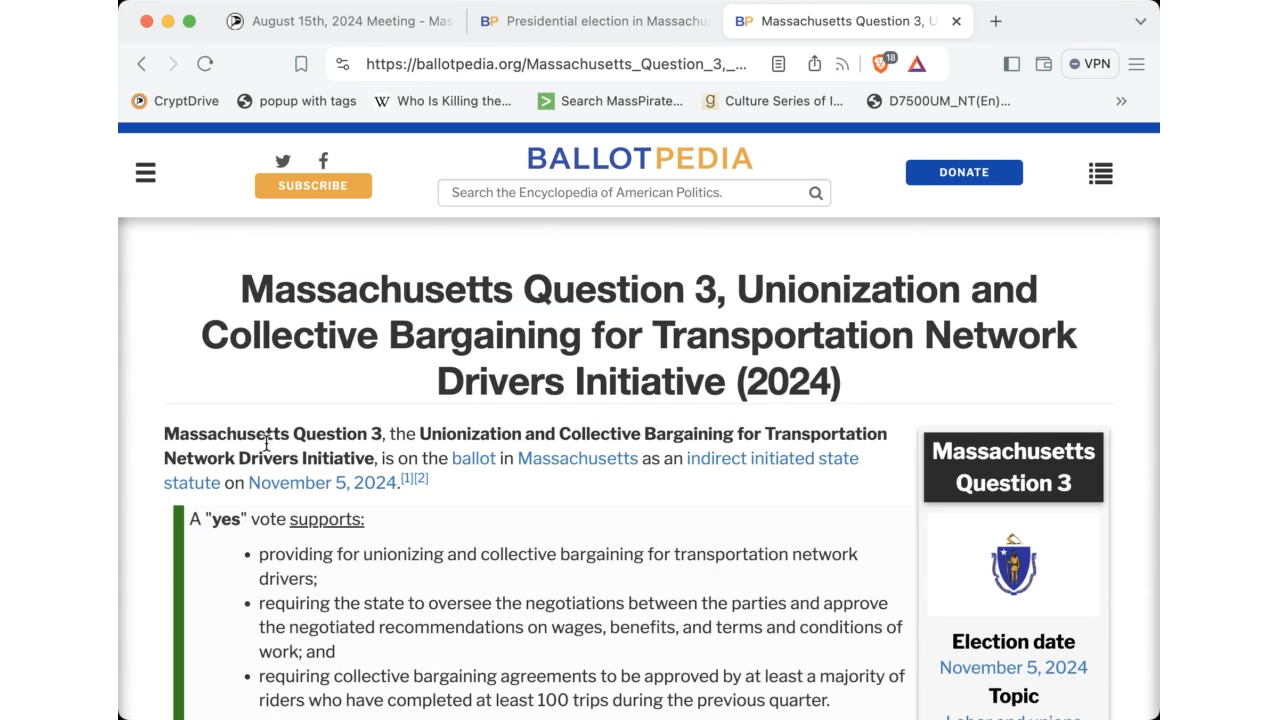 August 15th, 2024 Meeting - Mas
Presidential election in Massachu
Massachusetts Question 3, U
https://ballotpedia.org/Massachusetts_Question_3,_...
18
VPN
CryptDrive
popup with tags
Who Is Killing the...
Search MassPirate...
Culture Series of I...
D7500UM_NT(En)...
SUBSCRIBE
BALLOTPEDIA
Search the Encyclopedia of American Politics.
DONATE
Massachusetts Question 3, Unionization and
Collective Bargaining for Transportation Network
Drivers Initiative (2024)
Massachusetts Question 3, the Unionization and Collective Bargaining for Transportation
Network Drivers Initiative, is on the ballot in Massachusetts as an indirect initiated state
statute on November 5, 2024.[1][2]
A "yes" vote supports:
• providing for unionizing and collective bargaining for transportation network
drivers;
• requiring the state to oversee the negotiations between the parties and approve
the negotiated recommendations on wages, benefits, and terms and conditions of
work; and
• requiring collective bargaining agreements to be approved by at least a majority of
riders who have completed at least 100 trips during the previous quarter.
Massachusetts
Question 3
Election date
November 5, 2024
Topic
Labor and unions